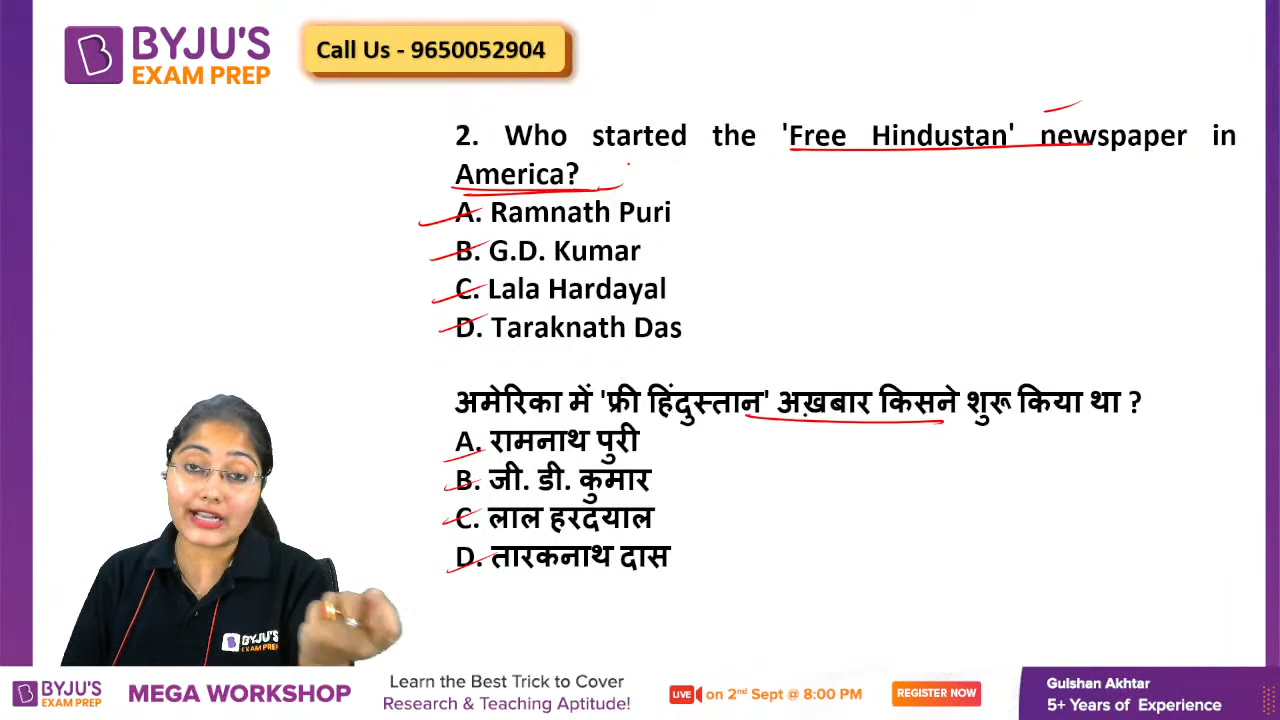 BYJU'S
EXAM PREP
Call Us - 9650052904
2. Who started the 'Free Hindustan' newspaper in
America?
A. Ramnath Puri
B. G.D. Kumar
C. Lala Hardayal
D. Taraknath Das
अमेरिका में 'फ्री हिंदुस्तान' अख़बार किसने शुरू किया था ?
A. रामनाथ पुरी
B. जी. डी. कुमार
C. लाल हरदयाल
D. तारकनाथ दास
BYJU'S
EXAM PREP
BYJU'S
EXAM PREP
MEGA WORKSHOP
Learn the Best Trick to Cover
Research & Teaching Aptitude!
LIVE on 2nd Sept @ 8:00 PM
REGISTER NOW
Gulshan Akhtar
5+ Years of Experience